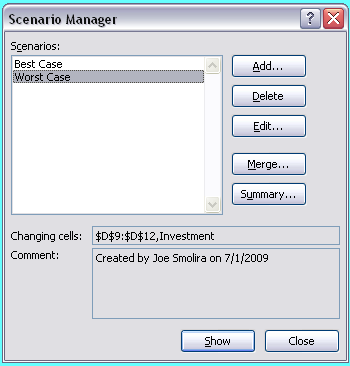 Scenario Manager
Scenarios:
Best Case
Worst Case
Add...
Delete
Edit...
Merge...
Summary...
Changing cells: $D$9:$D$12,Investment
Comment: Created by Joe Smolira on 7/1/2009
Show Close